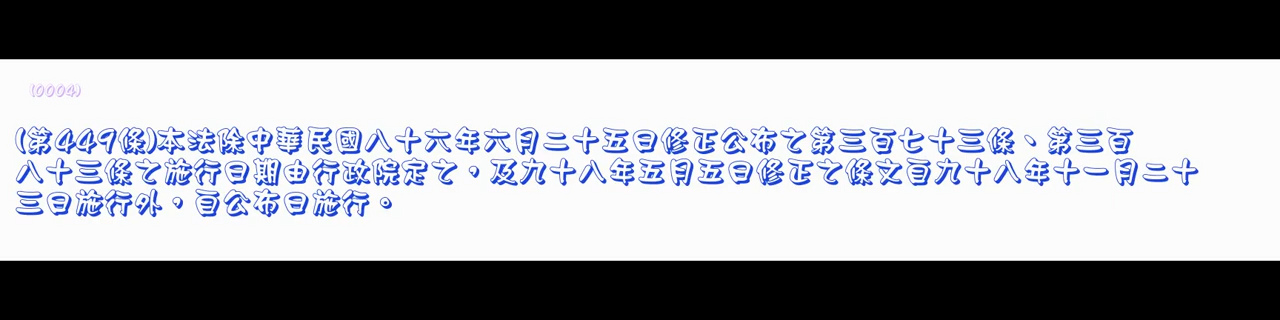 (0004)
(第449條)本法除中華民國八十六年六月二十五日修正公布之第三百七十三條、第三百
八十三條之施行日期由行政院定之，及九十八年五月五日修正之條文自九十八年十一月二十
三日施行外，自公布日施行。